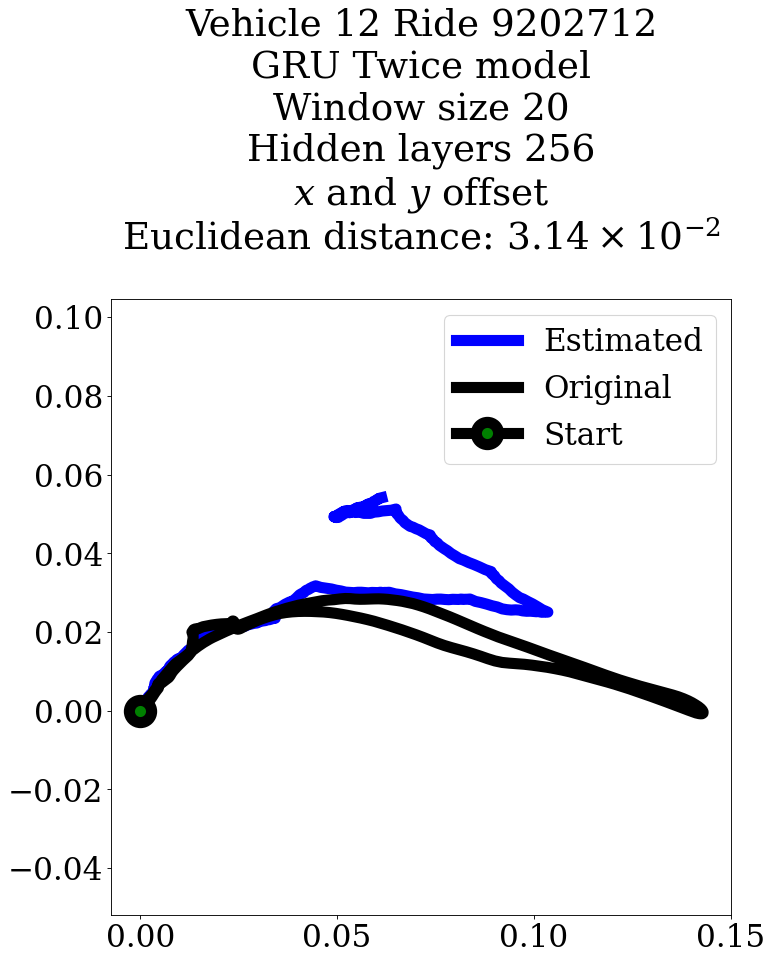 Vehicle 12 Ride 9202712
GRU Twice model
Window size 20
Hidden layers 256
x and y offset
Euclidean distance: 3.14 × 10⁻²
Estimated
Original
Start
0.10
0.08
0.06
0.04
0.02
0.00
−0.02
−0.04
0.00 0.05 0.10 0.15